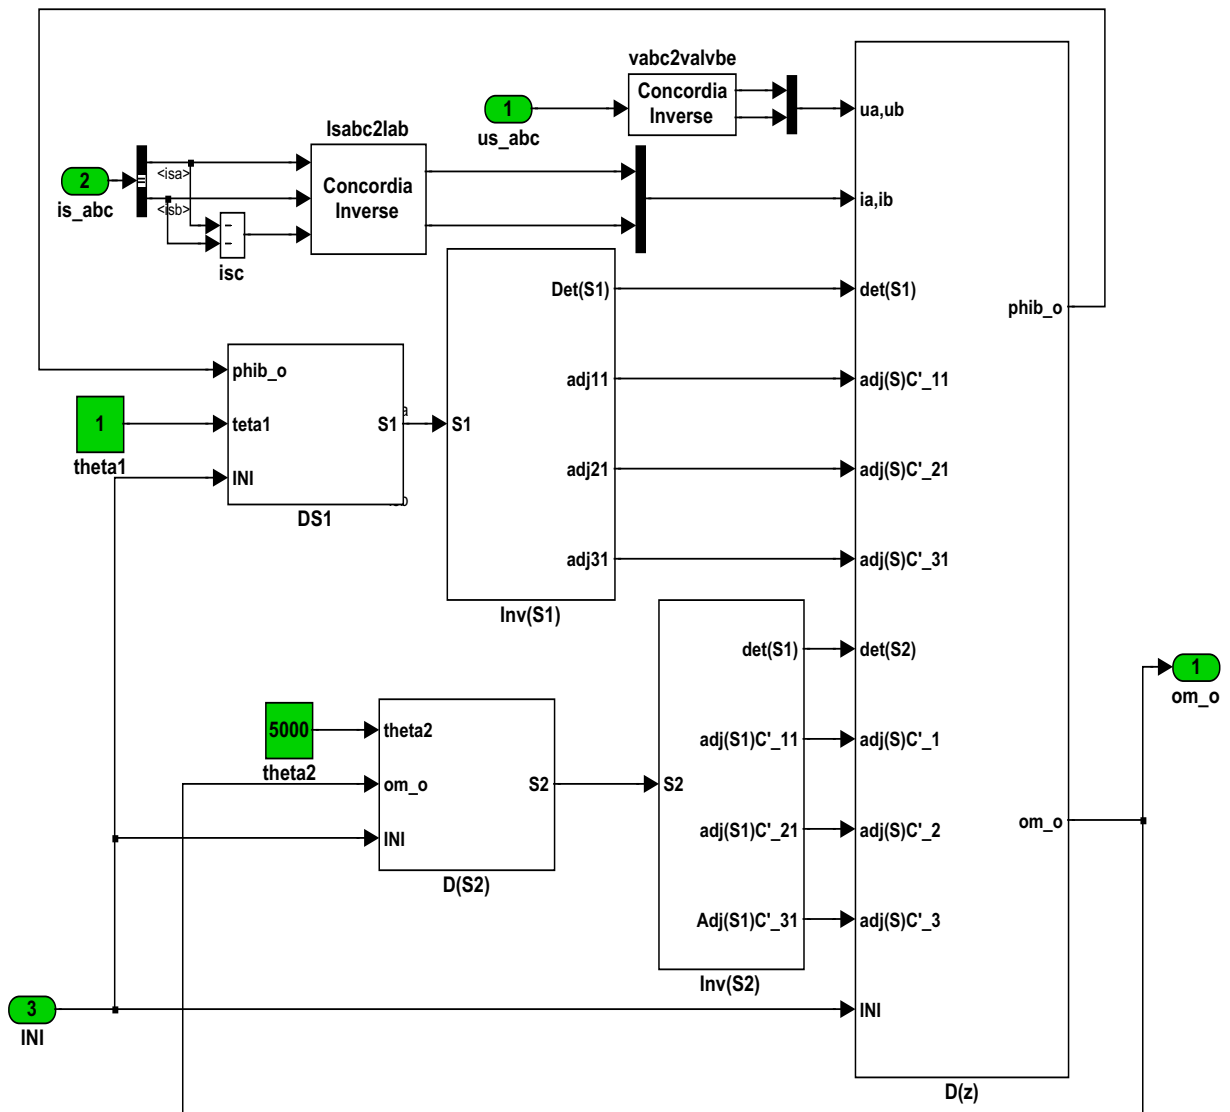 vabc2valvbe
Concordia
Inverse
1
us_abc
ua,ub
Isabc2Iab
Concordia
Inverse
<isa>
2
is_abc
<isb>
ia,ib
isc
Det(S1)
det(S1)
phib_o
phib_o
adj11
adj(S)C'_11
1
theta1
teta1
S1
S1
adj21
adj(S)C'_21
INI
DS1
adj31
adj(S)C'_31
Inv(S1)
det(S1)
det(S2)
1
om_o
5000
theta2
theta2
adj(S1)C'_11
adj(S)C'_1
om_o
S2
S2
adj(S1)C'_21
adj(S)C'_2
om_o
INI
D(S2)
Adj(S1)C'_31
adj(S)C'_3
Inv(S2)
3
INI
INI
D(z)